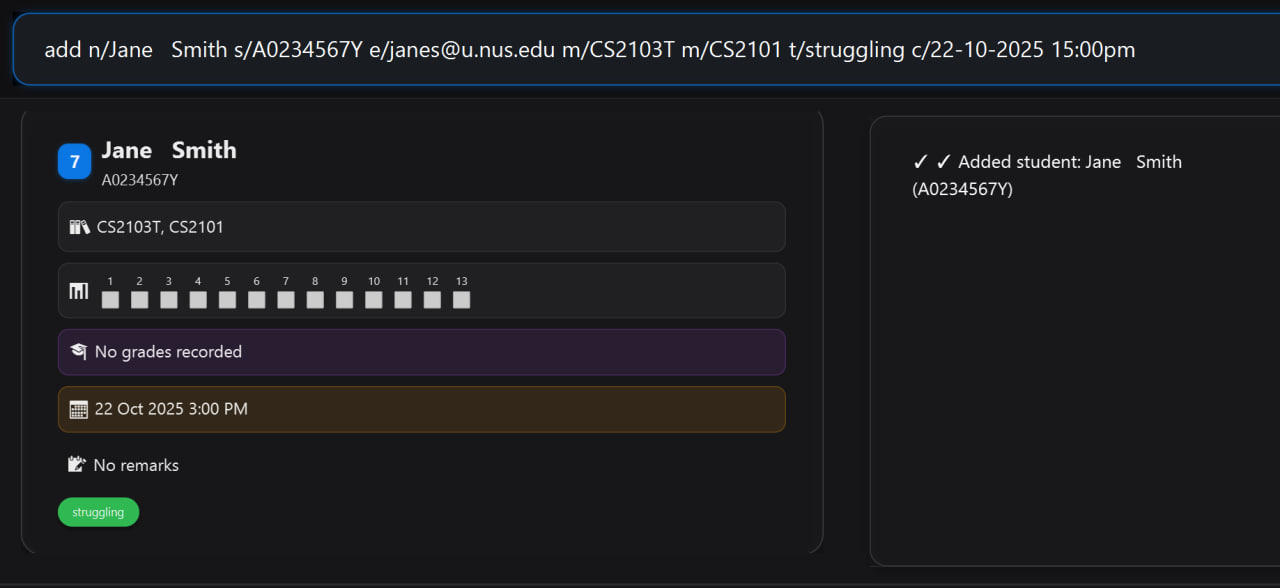 add n/Jane   Smith s/A0234567Y e/janes@u.nus.edu m/CS2103T m/CS2101 t/struggling c/22-10-2025 15:00pm
7
Jane   Smith
A0234567Y
CS2103T, CS2101
1 2 3 4 5 6 7 8 9 10 11 12 13
No grades recorded
22 Oct 2025 3:00 PM
No remarks
struggling
✓ ✓ Added student: Jane   Smith
(A0234567Y)